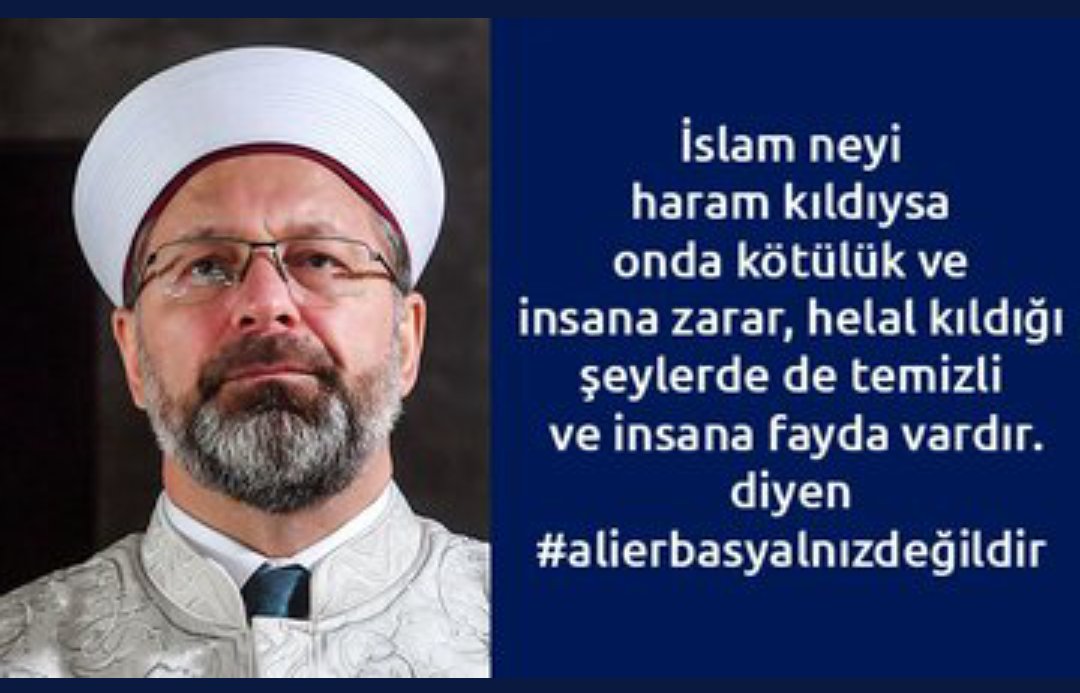 İslam neyi
haram kıldıysa
onda kötülük ve
insana zarar, helal kıldığı
şeylerde de temizli
ve insana fayda vardır.
diyen
#alierbasyalnızdeğildir